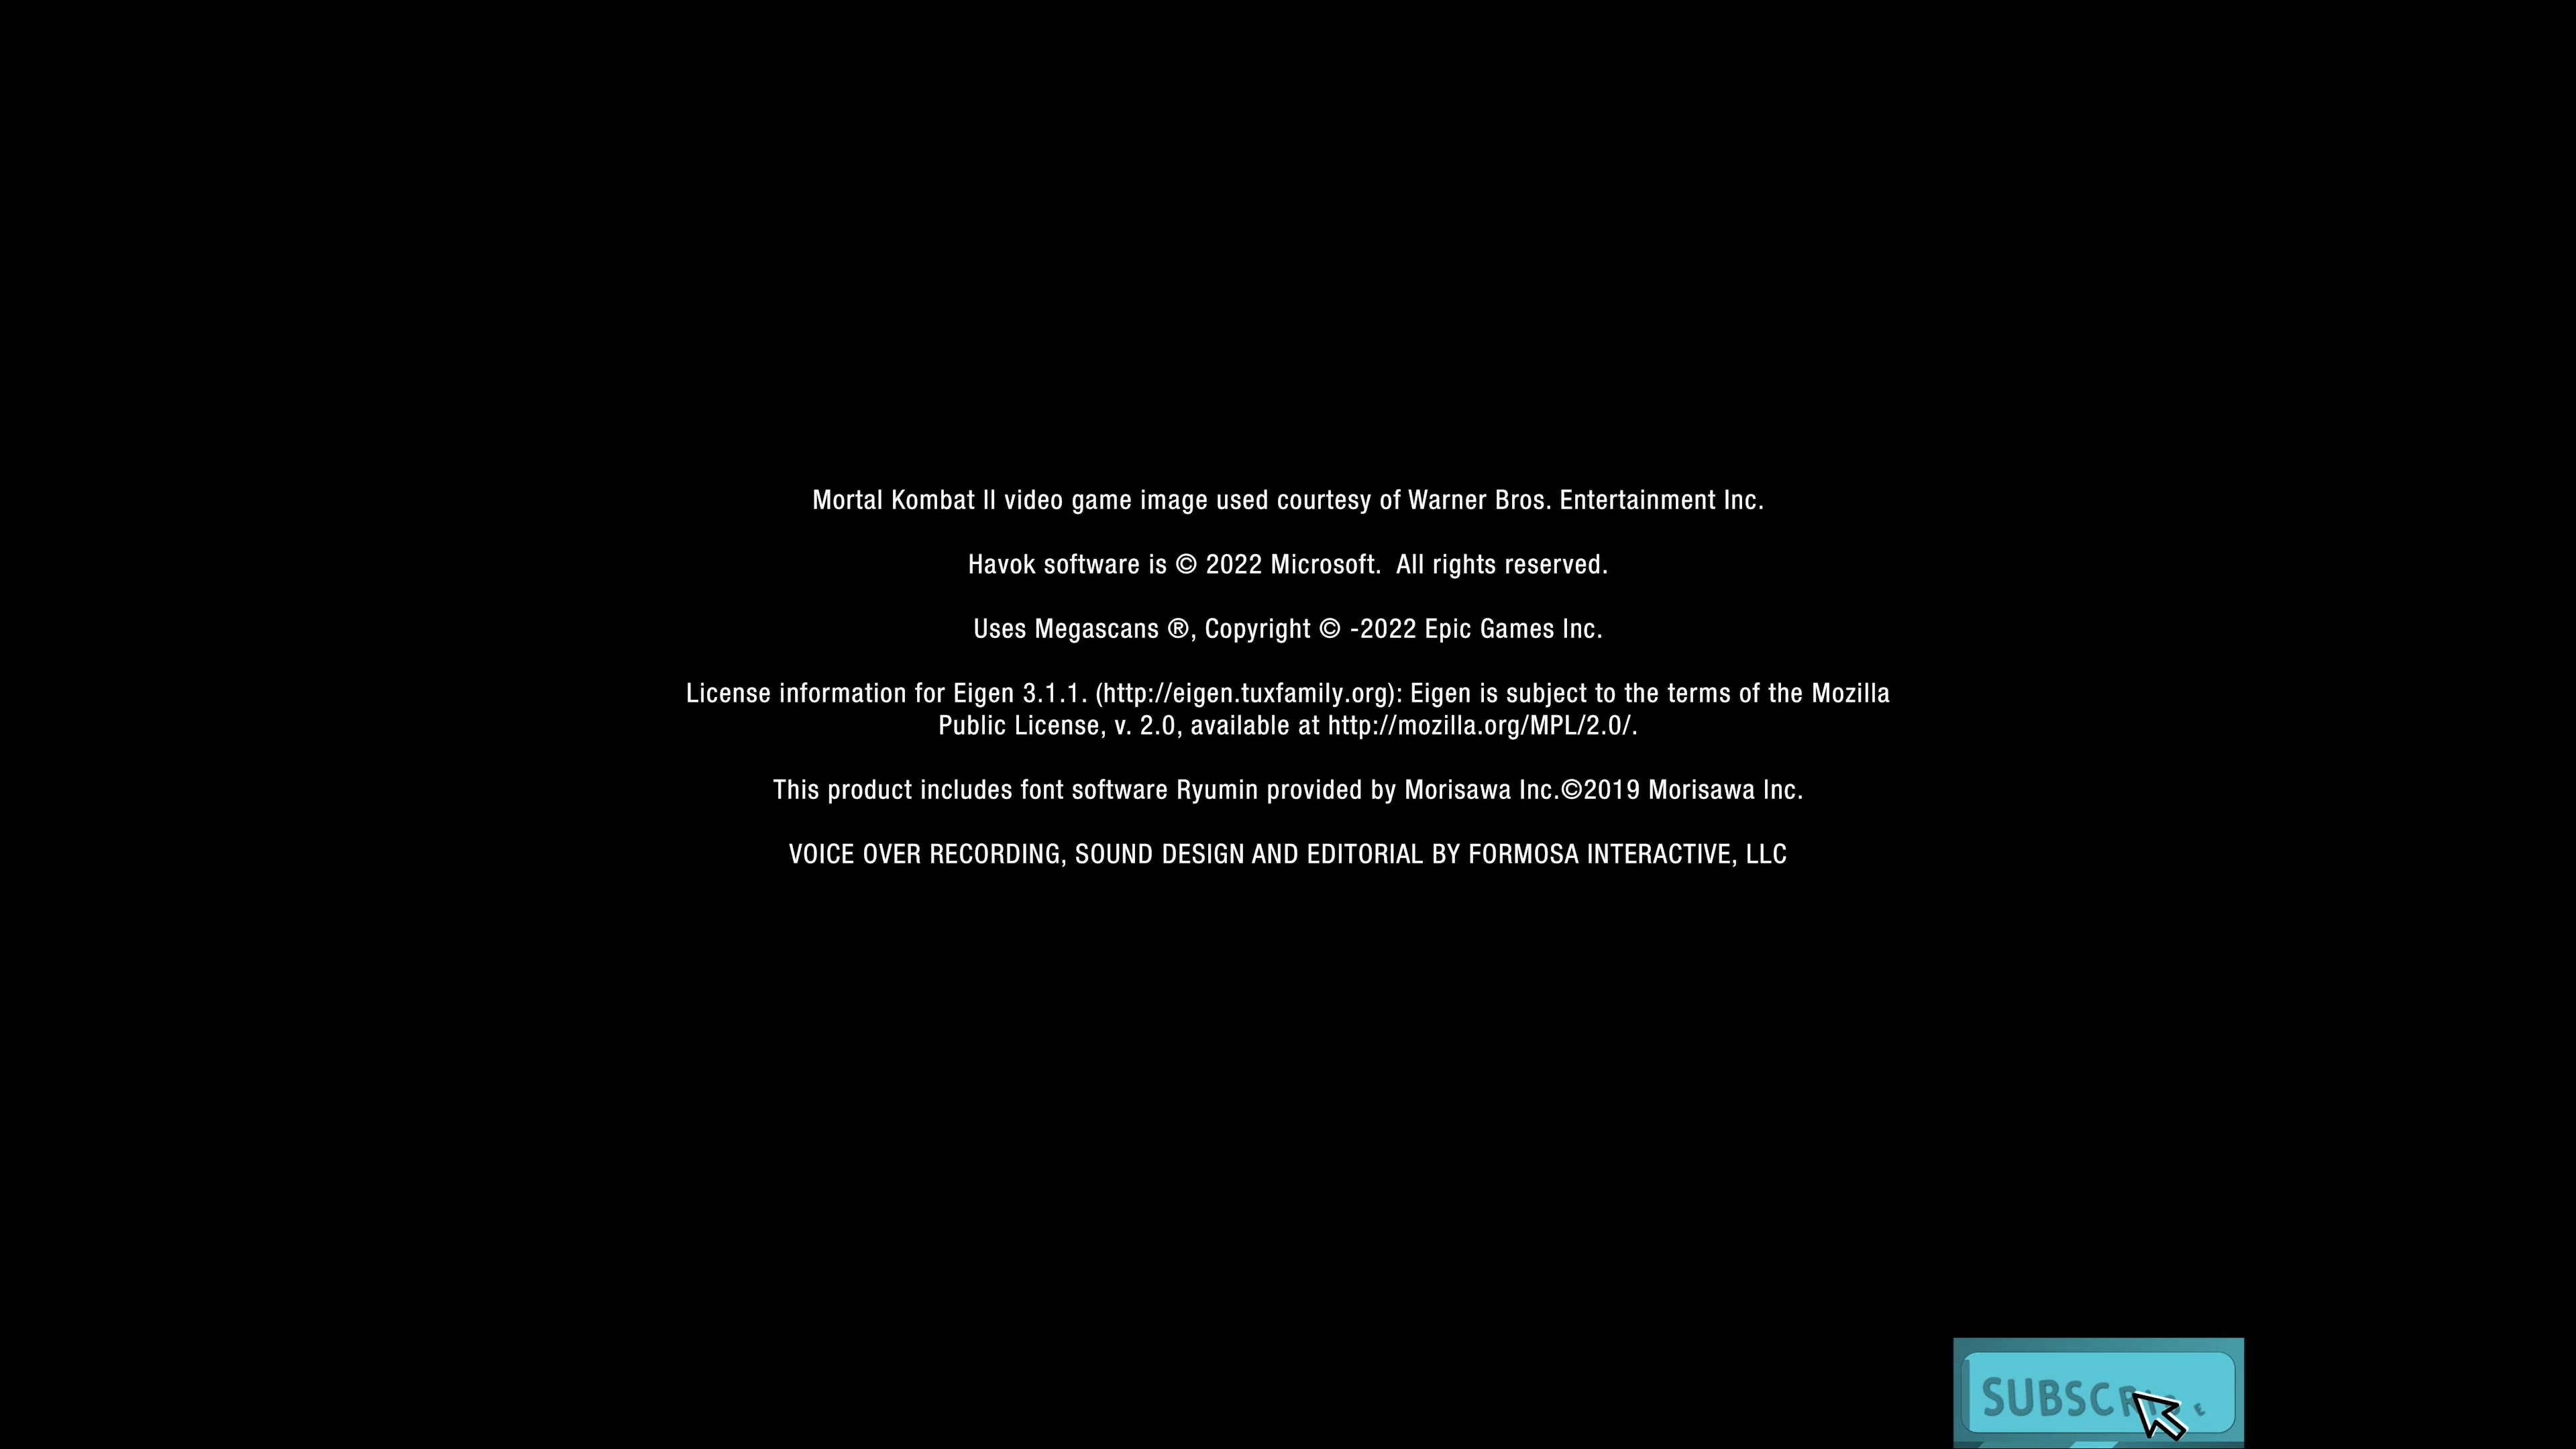 Mortal Kombat II video game image used courtesy of Warner Bros. Entertainment Inc.
Havok software is © 2022 Microsoft.  All rights reserved.
Uses Megascans ®, Copyright © -2022 Epic Games Inc.
License information for Eigen 3.1.1. (http://eigen.tuxfamily.org): Eigen is subject to the terms of the Mozilla
Public License, v. 2.0, available at http://mozilla.org/MPL/2.0/.
This product includes font software Ryumin provided by Morisawa Inc.©2019 Morisawa Inc.
VOICE OVER RECORDING, SOUND DESIGN AND EDITORIAL BY FORMOSA INTERACTIVE, LLC
SUBSCRIBE